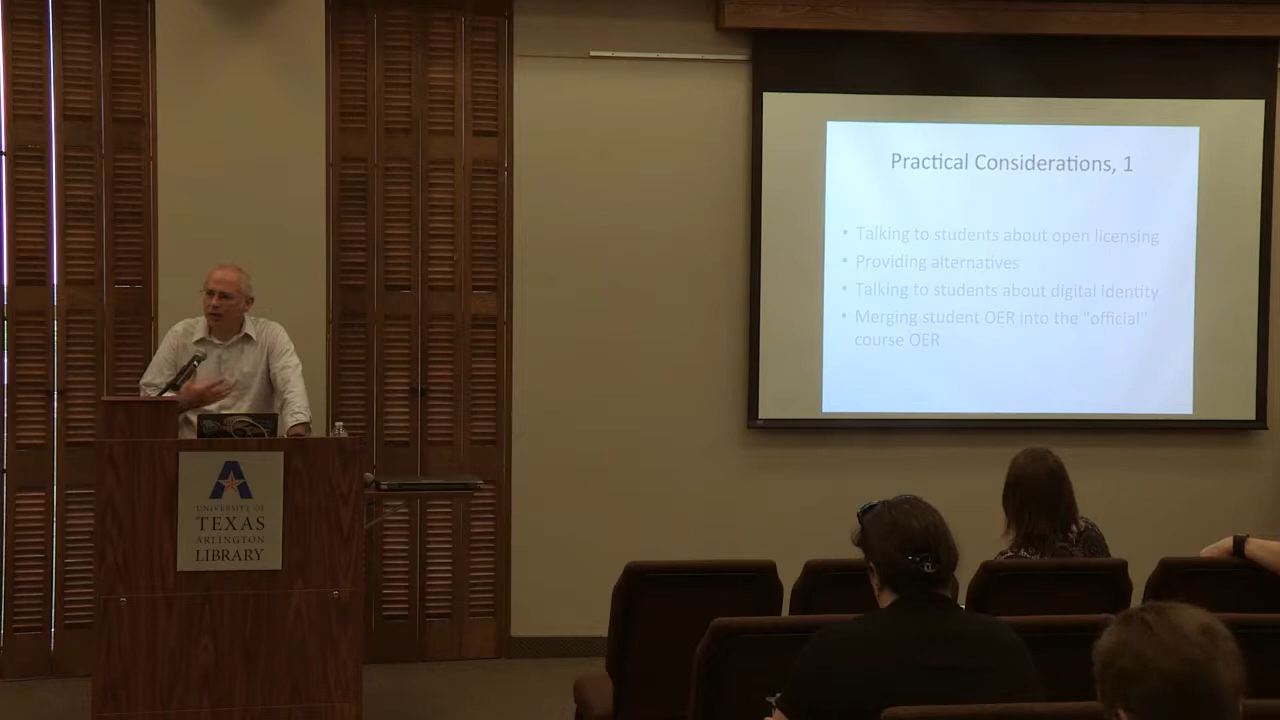 Practical Considerations, 1
• Talking to students about open licensing
• Providing alternatives
• Talking to students about digital identity
• Merging student OER into the "official"
course OER
UNIVERSITY OF
TEXAS
ARLINGTON
LIBRARY